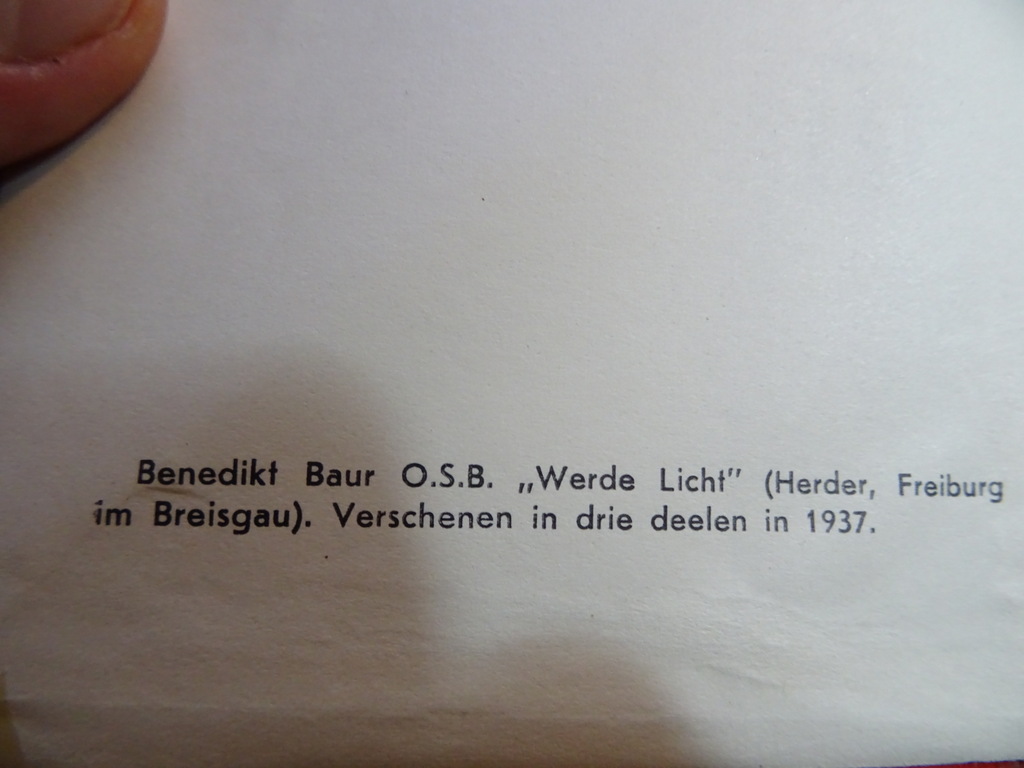 Benedikt Baur O.S.B. „Werde Licht" (Herder, Freiburg
im Breisgau). Verschenen in drie deelen in 1937.